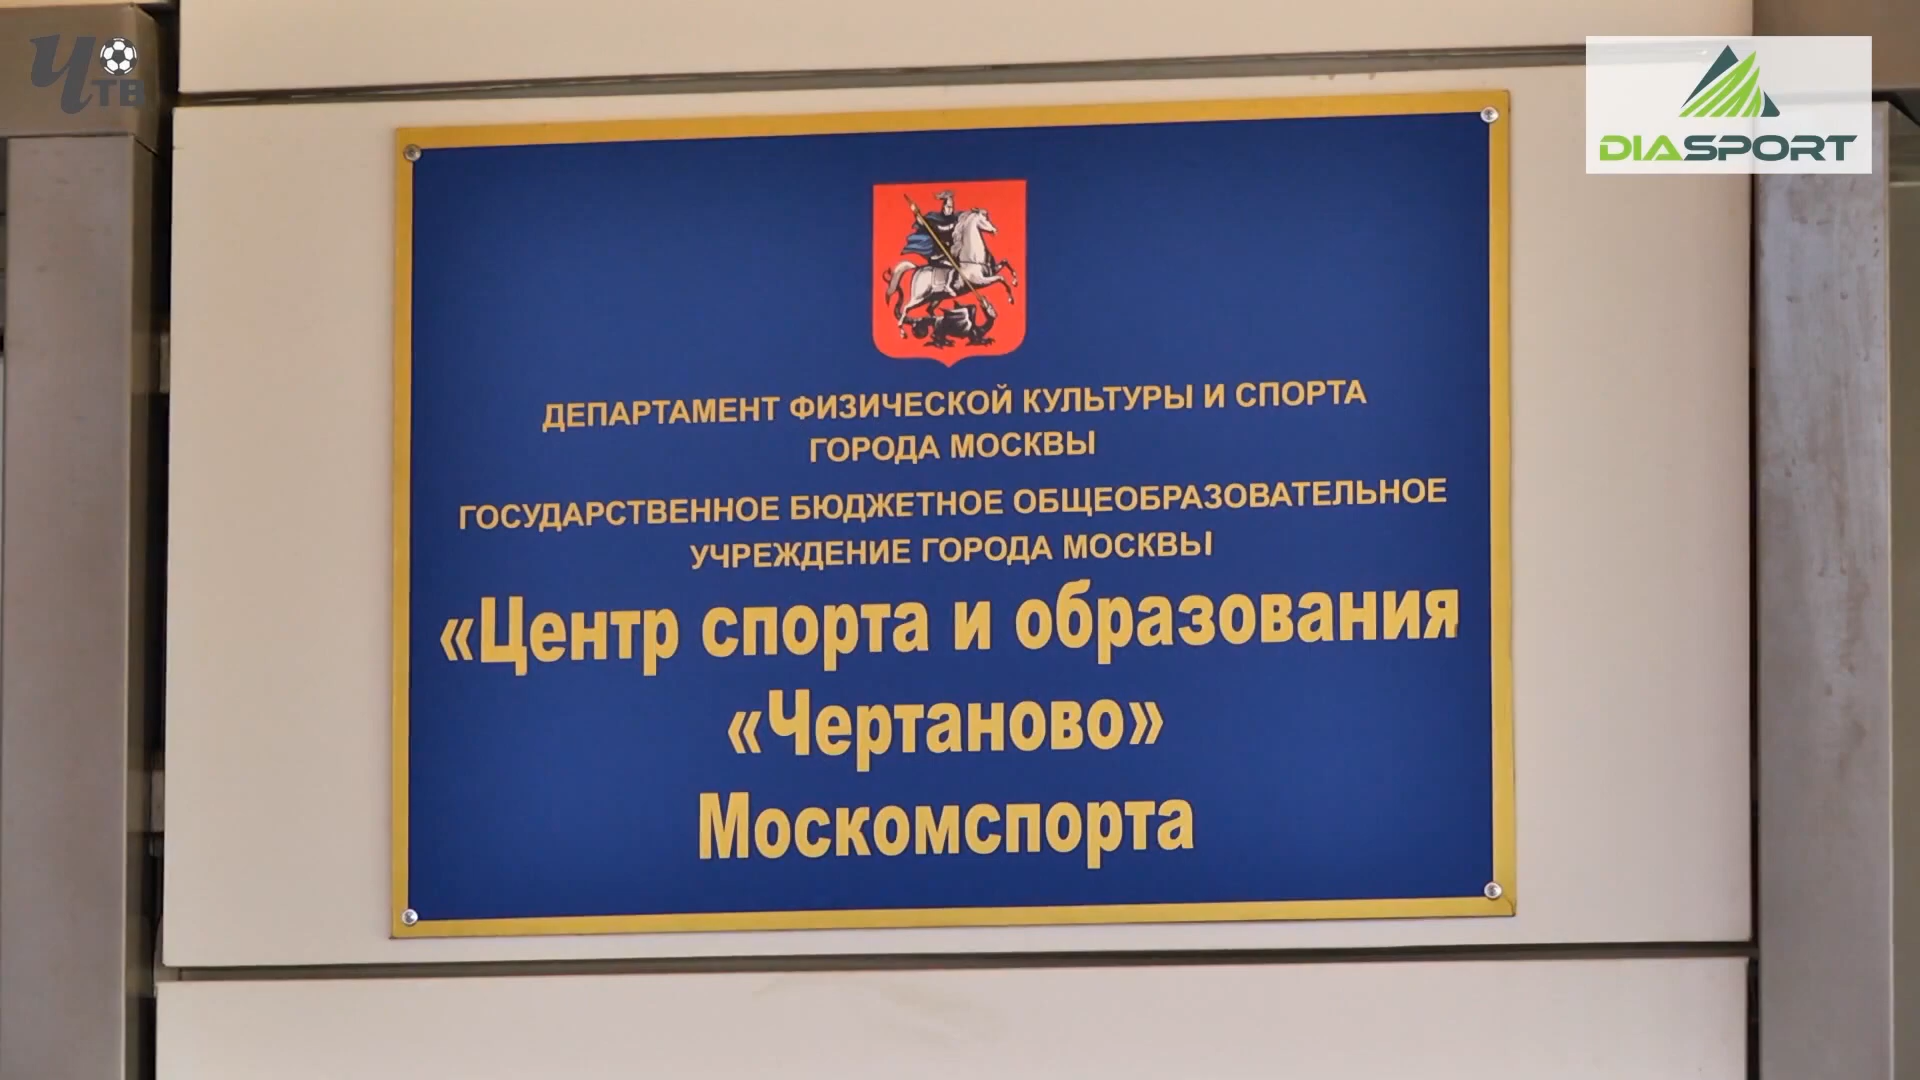 ЧТВ
DIASPORT
ДЕПАРТАМЕНТ ФИЗИЧЕСКОЙ КУЛЬТУРЫ И СПОРТА
ГОРОДА МОСКВЫ
ГОСУДАРСТВЕННОЕ БЮДЖЕТНОЕ ОБЩЕОБРАЗОВАТЕЛЬНОЕ
УЧРЕЖДЕНИЕ ГОРОДА МОСКВЫ
«Центр спорта и образования
«Чертаново»
Москомспорта